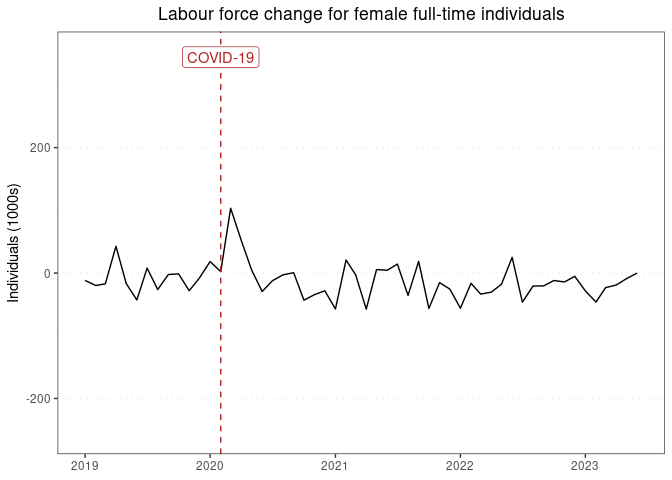 Labour force change for female full-time individuals
COVID-19
Individuals (1000s)
200
0
-200
2019 2020 2021 2022 2023